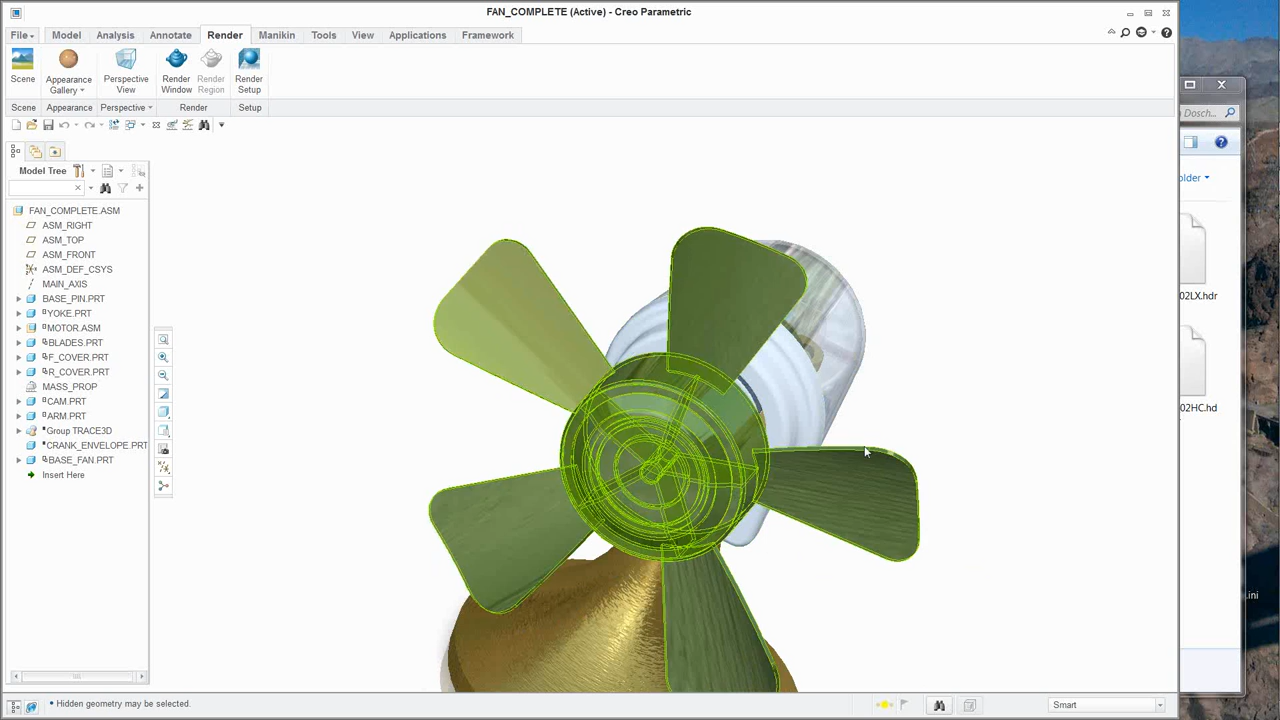 FAN_COMPLETE (Active) - Creo Parametric
File Model Analysis Annotate Render Manikin Tools View Applications Framework
Scene
Appearance Gallery
Perspective View
Render Window
Render Region
Render Setup
Scene Appearance Perspective Render Setup
Model Tree
FAN_COMPLETE.ASM
ASM_RIGHT
ASM_TOP
ASM_FRONT
ASM_DEF_CSYS
MAIN_AXIS
BASE_PIN.PRT
YOKE.PRT
MOTOR.ASM
BLADES.PRT
F_COVER.PRT
R_COVER.PRT
MASS_PROP
CAM.PRT
ARM.PRT
Group TRACE3D
CRANK_ENVELOPE.PRT
BASE_FAN.PRT
Insert Here
Hidden geometry may be selected.
Smart
Dosch...
older
02LX.hdr
02HC.hd
.ini